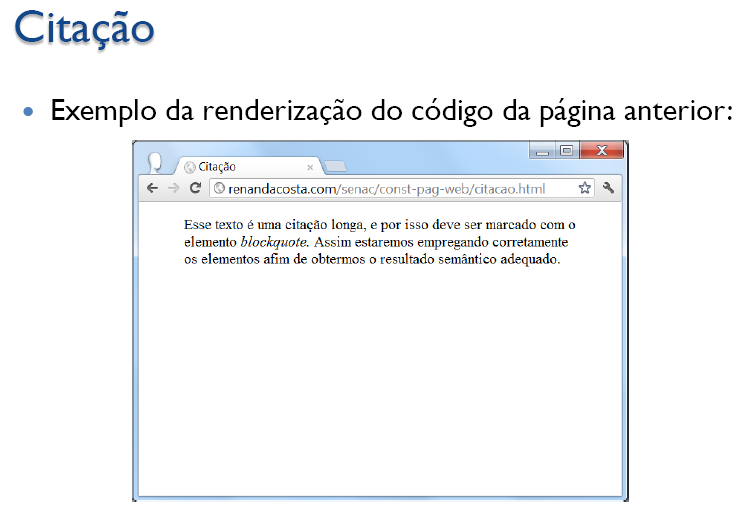 Citação
• Exemplo da renderização do código da página anterior:
Citação
renandacosta.com/senac/const-pag-web/citacao.html
Esse texto é uma citação longa, e por isso deve ser marcado com o
elemento blockquote. Assim estaremos empregando corretamente
os elementos afim de obtermos o resultado semântico adequado.